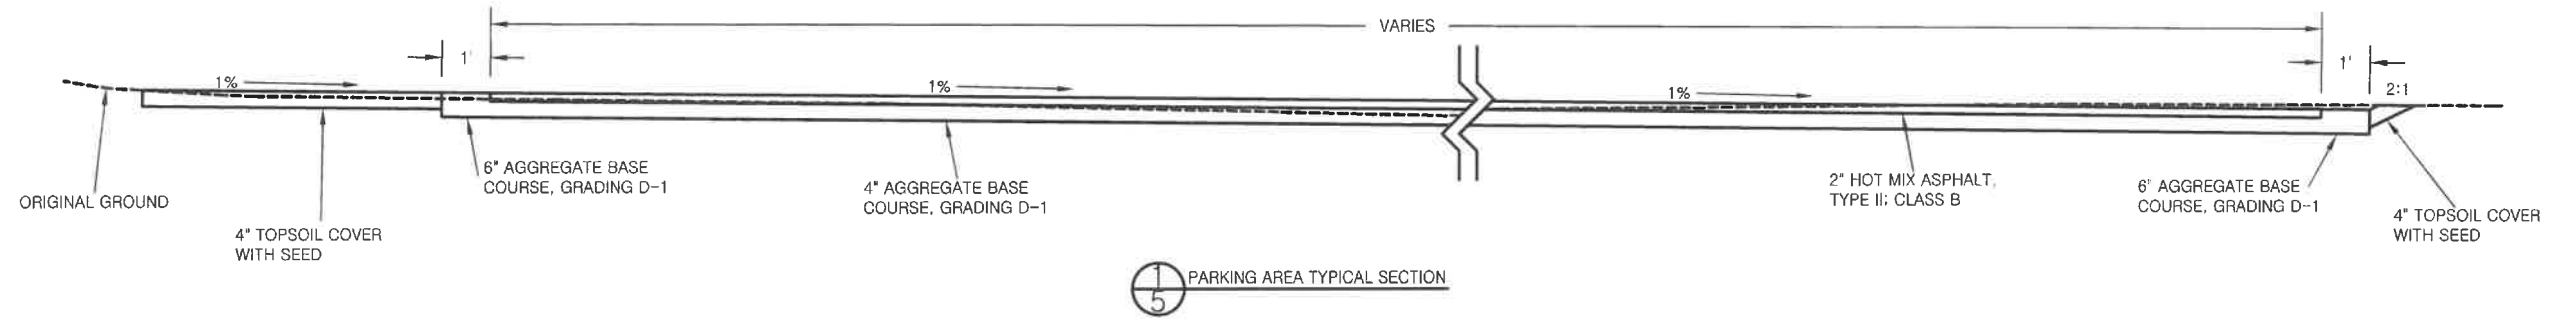 VARIES
1'
1'
1%
1%
1%
2:1
6" AGGREGATE BASE
COURSE, GRADING D-1
ORIGINAL GROUND
4" TOPSOIL COVER
WITH SEED
4" AGGREGATE BASE
COURSE, GRADING D-1
2" HOT MIX ASPHALT,
TYPE II; CLASS B
6" AGGREGATE BASE
COURSE, GRADING D-1
4" TOPSOIL COVER
WITH SEED
1
5
PARKING AREA TYPICAL SECTION